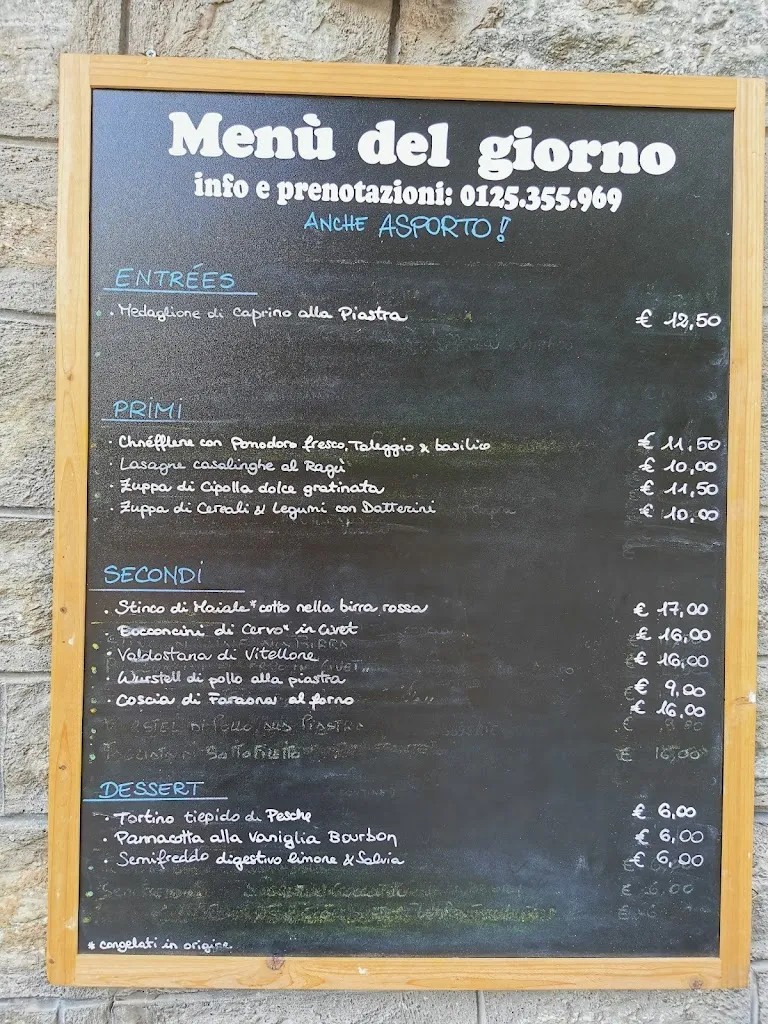 Menù del giorno
info e prenotazioni: 0125.355.969
ANCHE ASPORTO!
ENTRÉES
· Medaglione di Caprino alla Piastra € 12,50
PRIMI
· Chnéfflene con Pomodoro fresco, Taleggio & basilico € 11,50
· Lasagne casalinghe al Ragù € 10,00
· Zuppa di Cipolla dolce gratinata € 11,50
· Zuppa di Cereali & Legumi con Datterini € 10,00
SECONDI
· Stinco di Maiale* cotto nella birra rossa € 17,00
· Bocconcini di Cervo* in Civet € 16,00
· Valdostana di Vitellone € 16,00
· Wurstell di pollo alla piastra € 9,00
· Coscia di Faraona al forno € 16,00
DESSERT
· Tortino tiepido di Pesche € 6,00
· Pannacotta alla Vaniglia Bourbon € 6,00
· Semifreddo digestivo limone & Salvia € 6,00
* congelati in origine